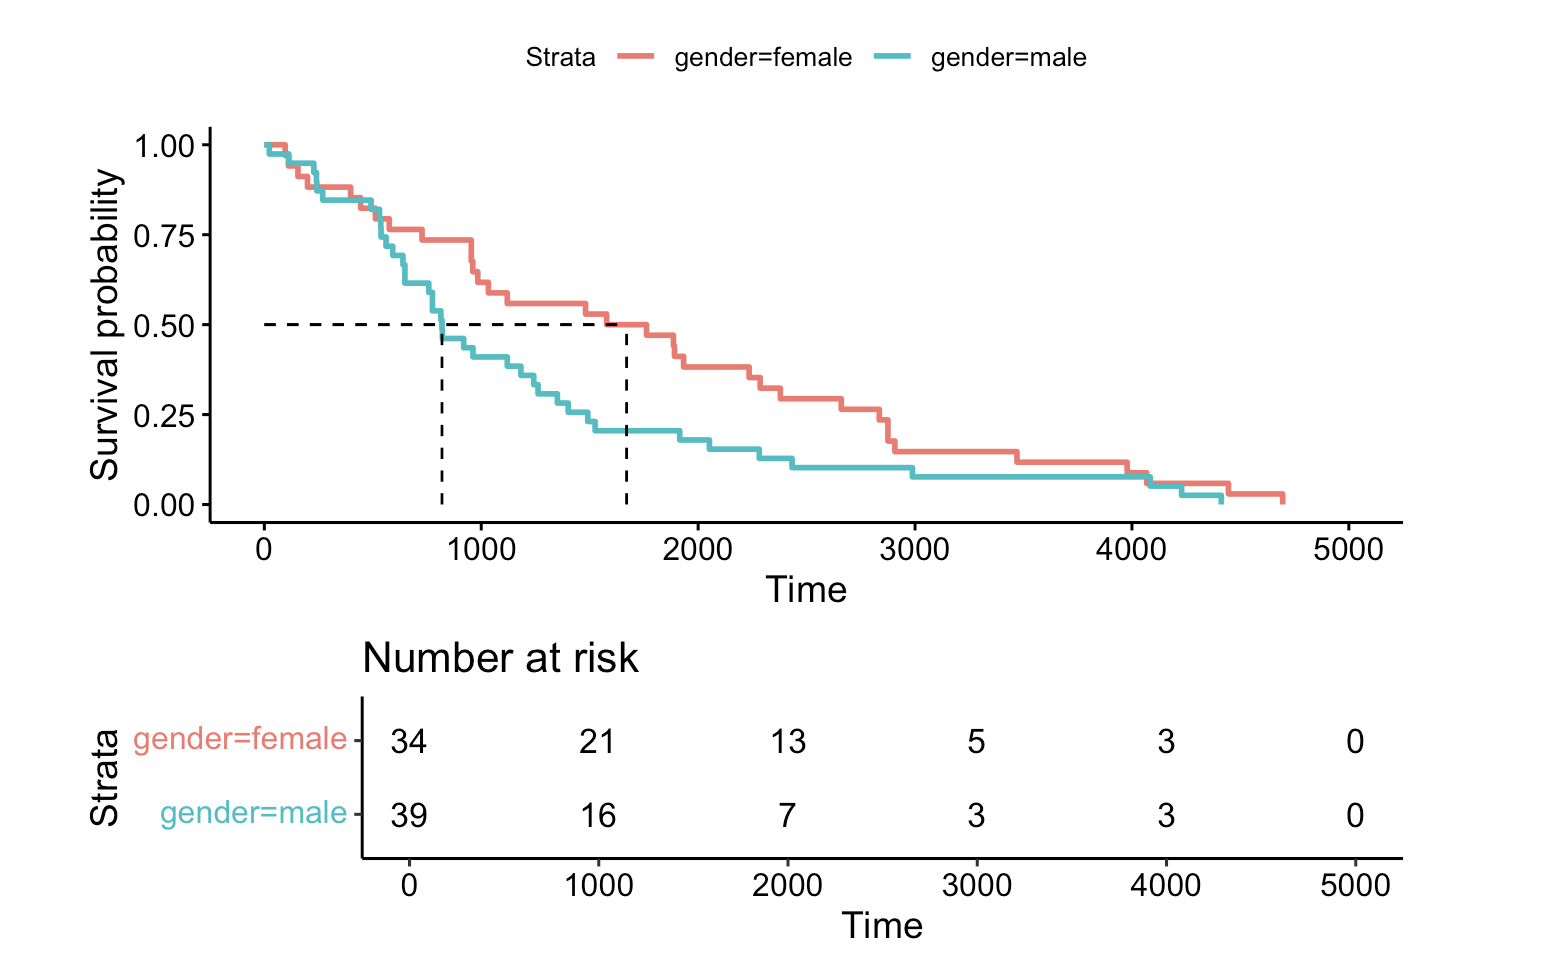 Strata gender=female gender=male
Survival probability
1.00
0.75
0.50
0.25
0.00
0 1000 2000 3000 4000 5000
Time
Number at risk
Strata
gender=female 34 21 13 5 3 0
gender=male 39 16 7 3 3 0
0 1000 2000 3000 4000 5000
Time